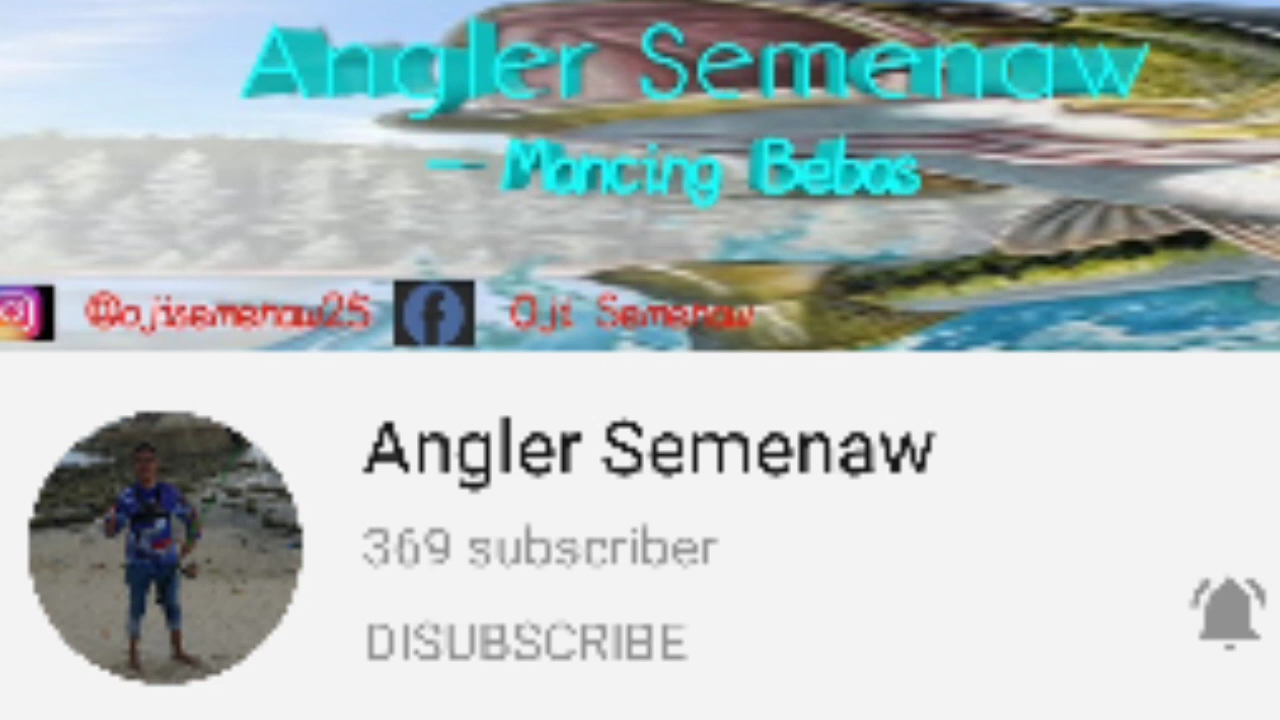 Angler Semenaw
— Mancing Bebas
@ojisemenaw25 Oji Semenaw
Angler Semenaw
369 subscriber
DISUBSCRIBE